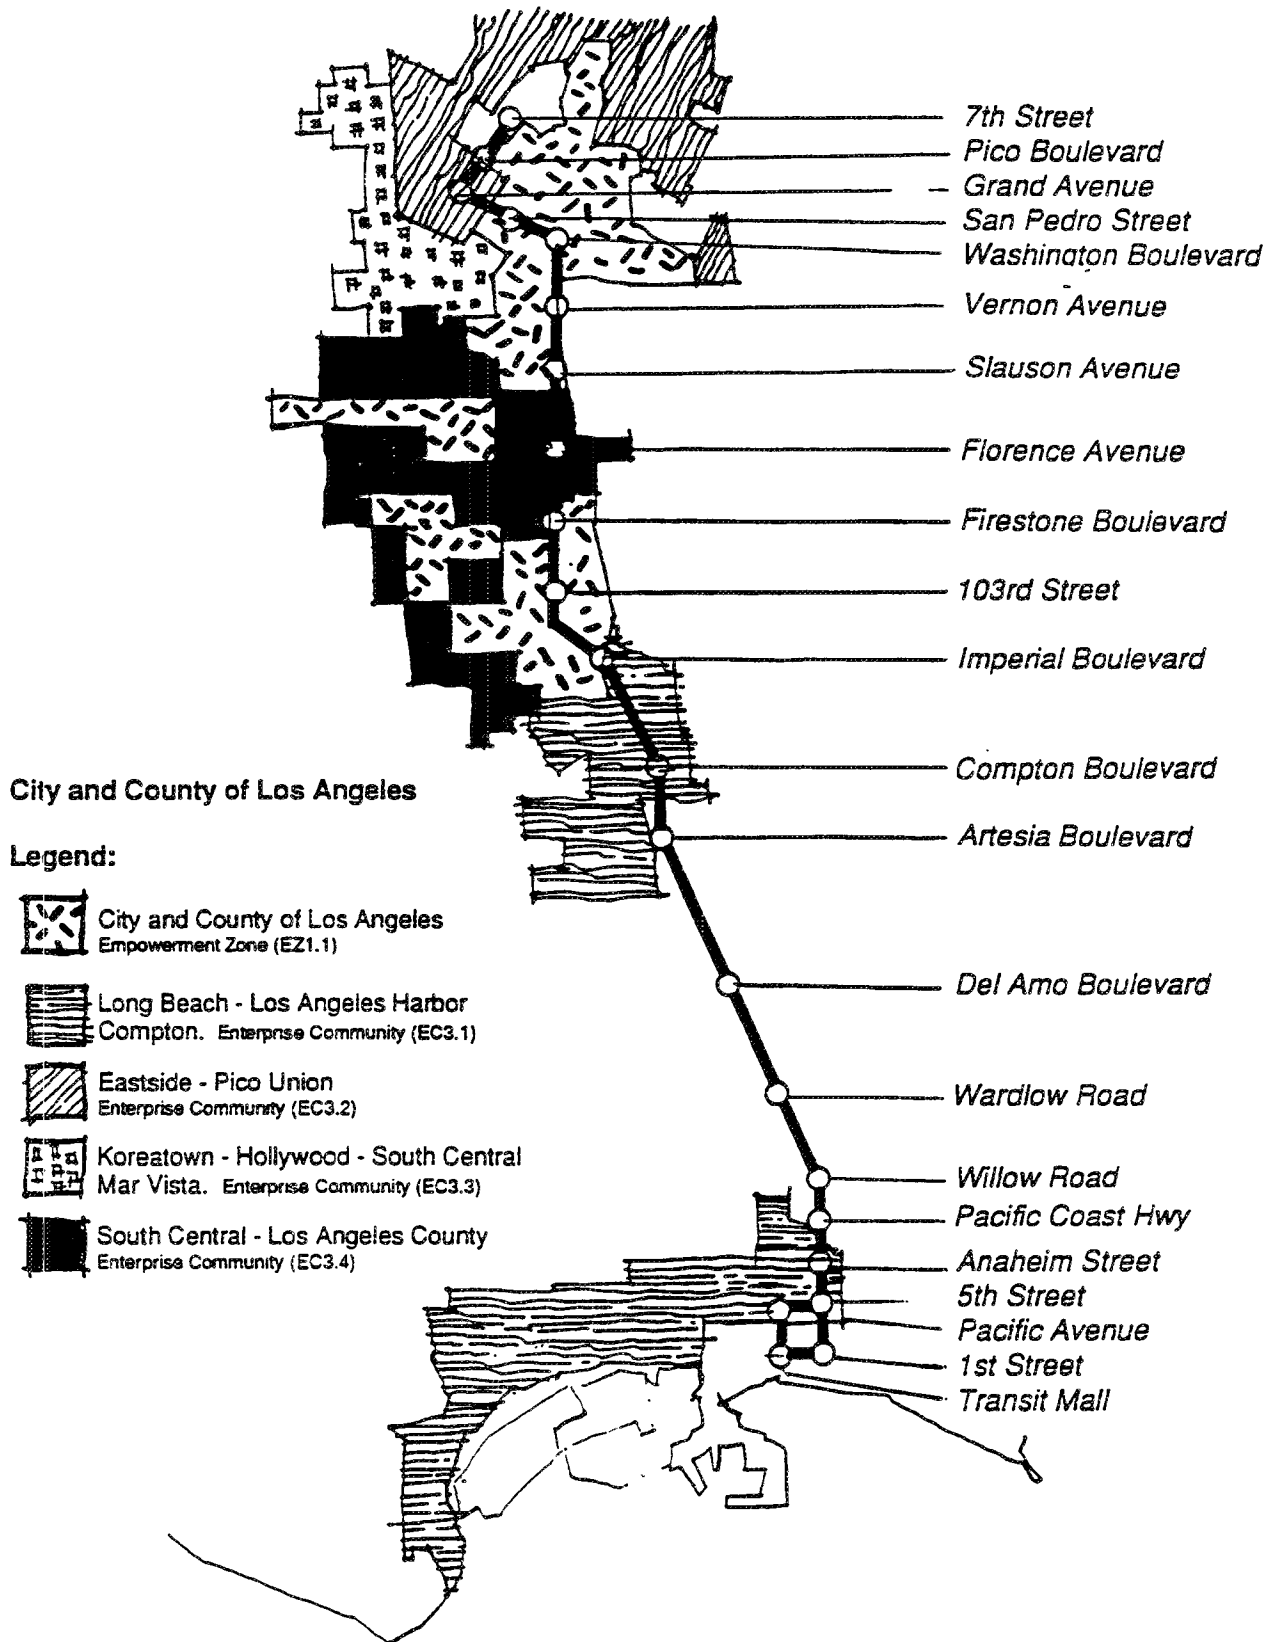 7th Street
Pico Boulevard
Grand Avenue
San Pedro Street
Washington Boulevard
Vernon Avenue
Slauson Avenue
Florence Avenue
Firestone Boulevard
103rd Street
Imperial Boulevard
Compton Boulevard
Artesia Boulevard
Del Amo Boulevard
Wardlow Road
Willow Road
Pacific Coast Hwy
Anaheim Street
5th Street
Pacific Avenue
1st Street
Transit Mall
City and County of Los Angeles
Legend:
City and County of Los Angeles
Empowerment Zone (EZ1.1)
Long Beach - Los Angeles Harbor
Compton. Enterprise Community (EC3.1)
Eastside - Pico Union
Enterprise Community (EC3.2)
Koreatown - Hollywood - South Central
Mar Vista. Enterprise Community (EC3.3)
South Central - Los Angeles County
Enterprise Community (EC3.4)